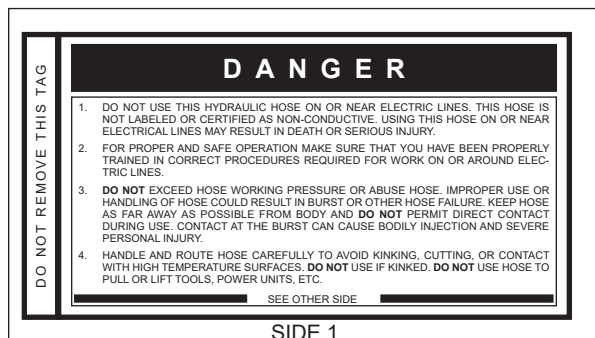 DO NOT REMOVE THIS TAG
DANGER
1. DO NOT USE THIS HYDRAULIC HOSE ON OR NEAR ELECTRIC LINES. THIS HOSE IS
NOT LABELED OR CERTIFIED AS NON-CONDUCTIVE. USING THIS HOSE ON OR NEAR
ELECTRICAL LINES MAY RESULT IN DEATH OR SERIOUS INJURY.
2. FOR PROPER AND SAFE OPERATION MAKE SURE THAT YOU HAVE BEEN PROPERLY
TRAINED IN CORRECT PROCEDURES REQUIRED FOR WORK ON OR AROUND ELEC-
TRIC LINES.
3. DO NOT EXCEED HOSE WORKING PRESSURE OR ABUSE HOSE. IMPROPER USE OR
HANDLING OF HOSE COULD RESULT IN BURST OR OTHER HOSE FAILURE. KEEP HOSE
AS FAR AWAY AS POSSIBLE FROM BODY AND DO NOT PERMIT DIRECT CONTACT
DURING USE. CONTACT AT THE BURST CAN CAUSE BODILY INJECTION AND SEVERE
PERSONAL INJURY.
4. HANDLE AND ROUTE HOSE CAREFULLY TO AVOID KINKING, CUTTING, OR CONTACT
WITH HIGH TEMPERATURE SURFACES. DO NOT USE IF KINKED. DO NOT USE HOSE TO
PULL OR LIFT TOOLS, POWER UNITS, ETC.
SEE OTHER SIDE
SIDE 1